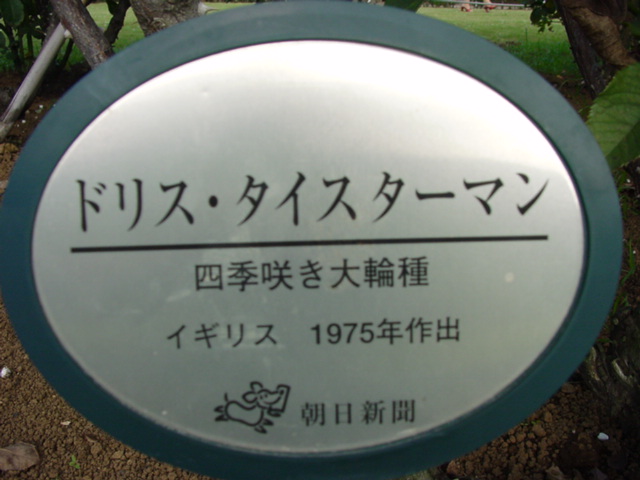 ドリス・タイスターマン
四季咲き大輪種
イギリス　1975年作出
朝日新聞